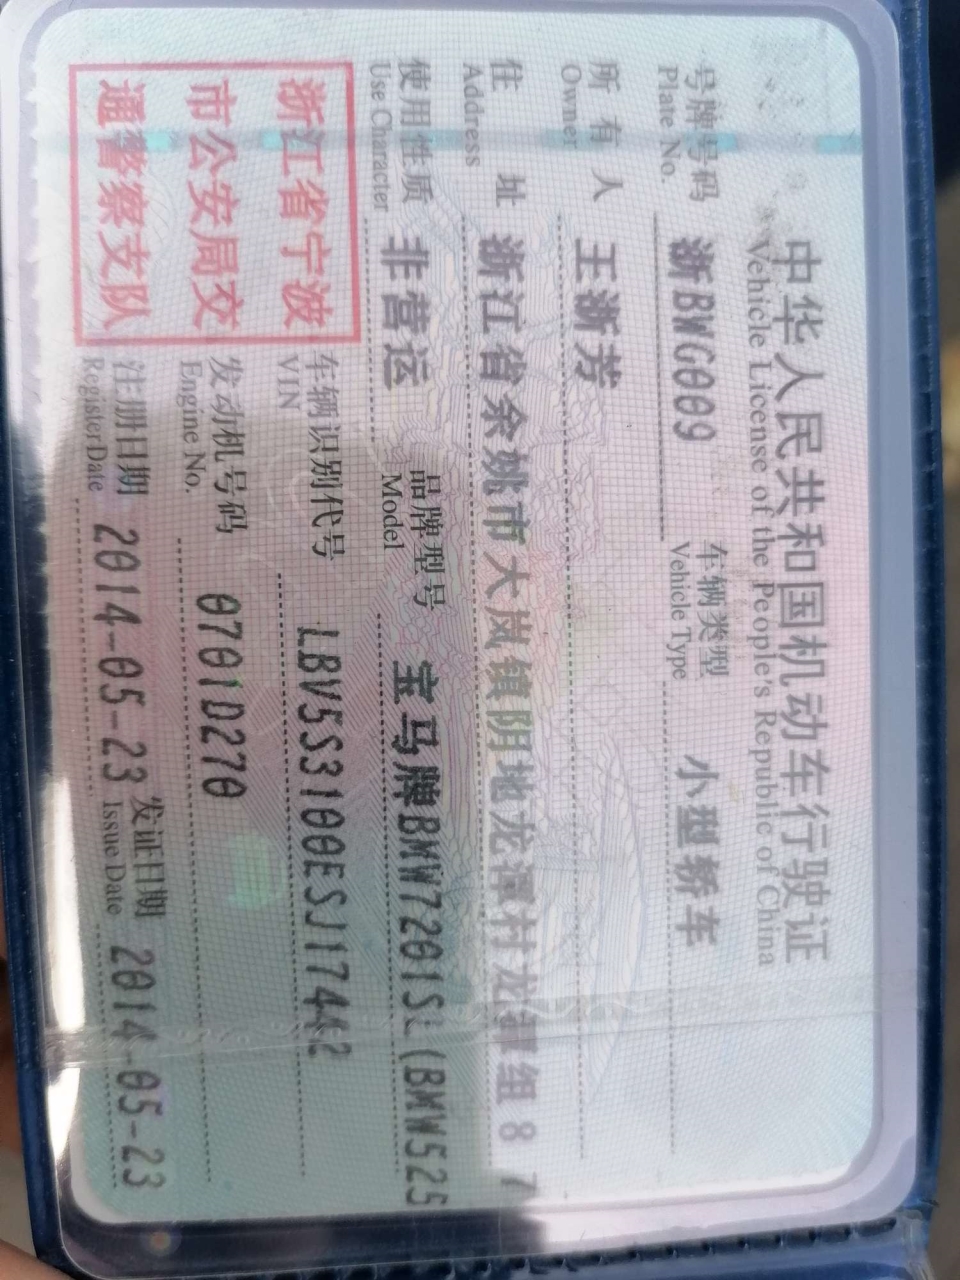 中华人民共和国机动车行驶证
Vehicle License of the People's Republic of China
号牌号码 浙BWG009 车辆类型 小型轿车
Plate No. Vehicle Type
所有人 王浙芳
Owner
住址 浙江省余姚市大岚镇阴地龙潭村龙潭组8
Address
使用性质 非营运 品牌型号 宝马牌BMW7201SL(BMW525
Use Character Model
浙江省宁波
市公安局交
通警察支队
车辆识别代号 LBV5S3100ESJ17442
VIN
发动机号码 0701D270
Engine No.
注册日期 2014-05-23 发证日期 2014-05-23
RegisterDate Issue Date